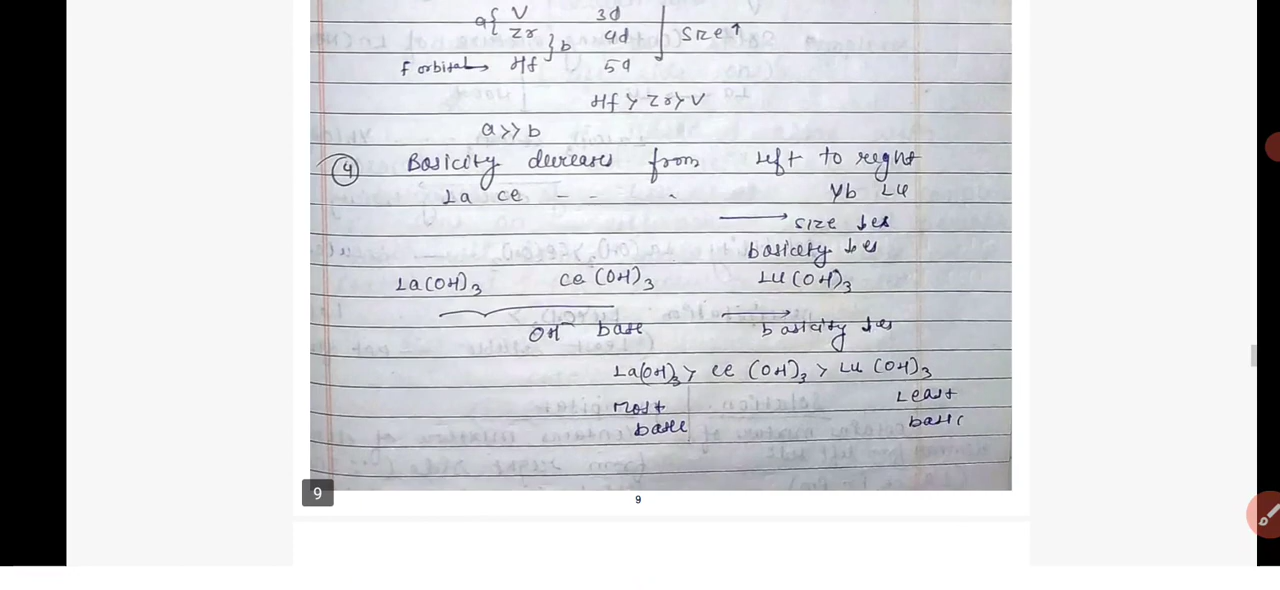 a{ V 3d
Zr }b 4d ] Size↑
f orbital → Hf 5d
Hf > Zr > V
a >> b
④ Basicity decreases from left to right
La ce - - . Yb Lu
→ size ↓es
basicity ↓es
La(OH)3 ce (OH)3 Lu (OH)3
OH⁻ base → basicity ↓es
La(OH)3 > ce (OH)3 > Lu (OH)3
Most Least
base basic
9
9